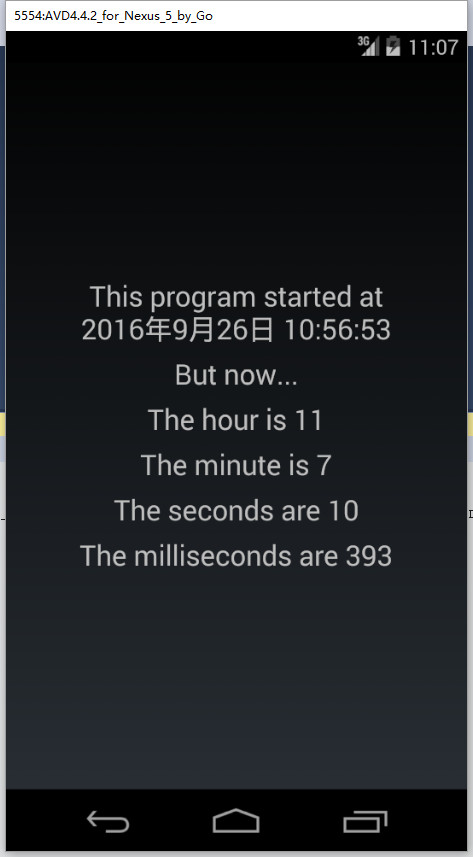 5554:AVD4.4.2_for_Nexus_5_by_Go
3G 11:07
This program started at
2016年9月26日 10:56:53
But now...
The hour is 11
The minute is 7
The seconds are 10
The milliseconds are 393